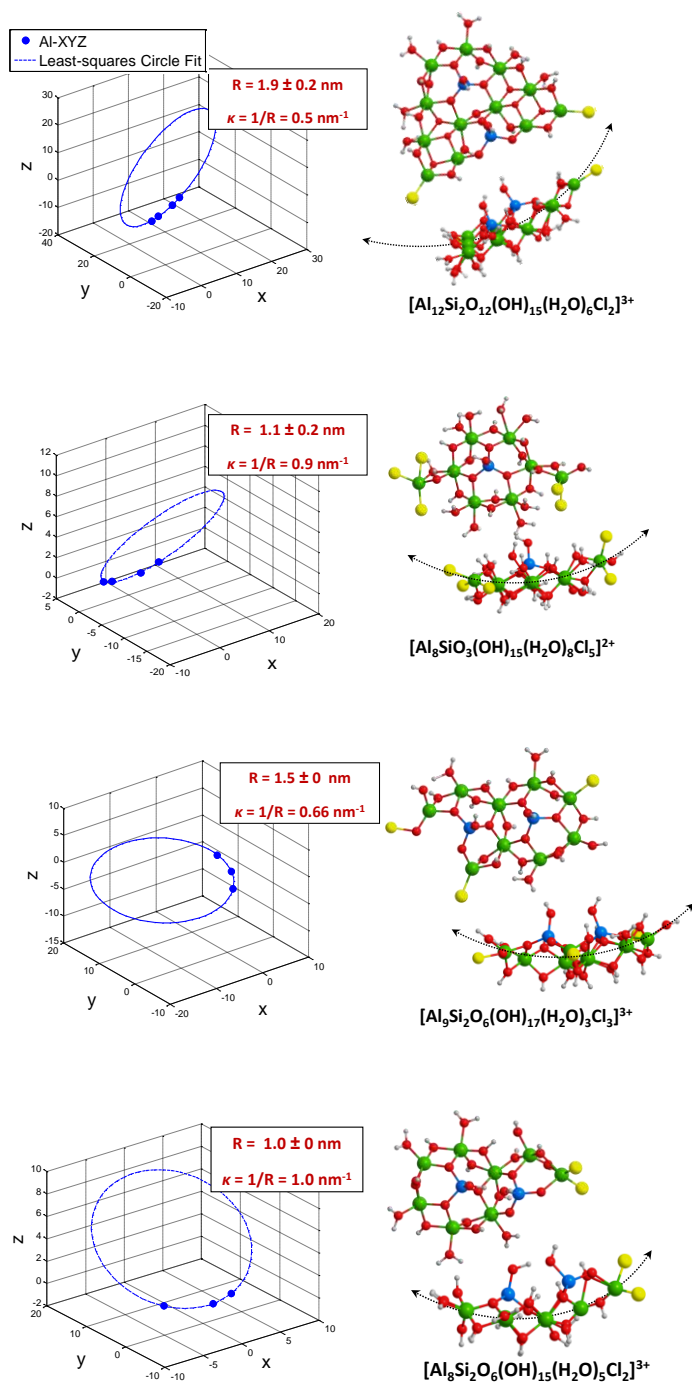 Al-XYZ
Least-squares Circle Fit
R = 1.9 ± 0.2 nm
κ = 1/R = 0.5 nm⁻¹
30
20
10
0
-10
-20
z
40
20
0
-20
y
-10
0
10
20
30
x
[Al₁₂Si₂O₁₂(OH)₁₅(H₂O)₆Cl₂]³⁺
R = 1.1 ± 0.2 nm
κ = 1/R = 0.9 nm⁻¹
12
10
8
6
4
2
0
-2
z
5
0
-5
-10
-15
-20
y
-10
0
10
20
x
[Al₈SiO₃(OH)₁₅(H₂O)₈Cl₅]²⁺
R = 1.5 ± 0 nm
κ = 1/R = 0.66 nm⁻¹
10
5
0
-5
-10
-15
z
20
10
0
-10
y
-20
-10
0
10
x
[Al₉Si₂O₆(OH)₁₇(H₂O)₃Cl₃]³⁺
R = 1.0 ± 0 nm
κ = 1/R = 1.0 nm⁻¹
10
8
6
4
2
0
-2
z
10
0
-10
y
-10
-5
0
5
10
x
[Al₈Si₂O₆(OH)₁₅(H₂O)₅Cl₂]³⁺